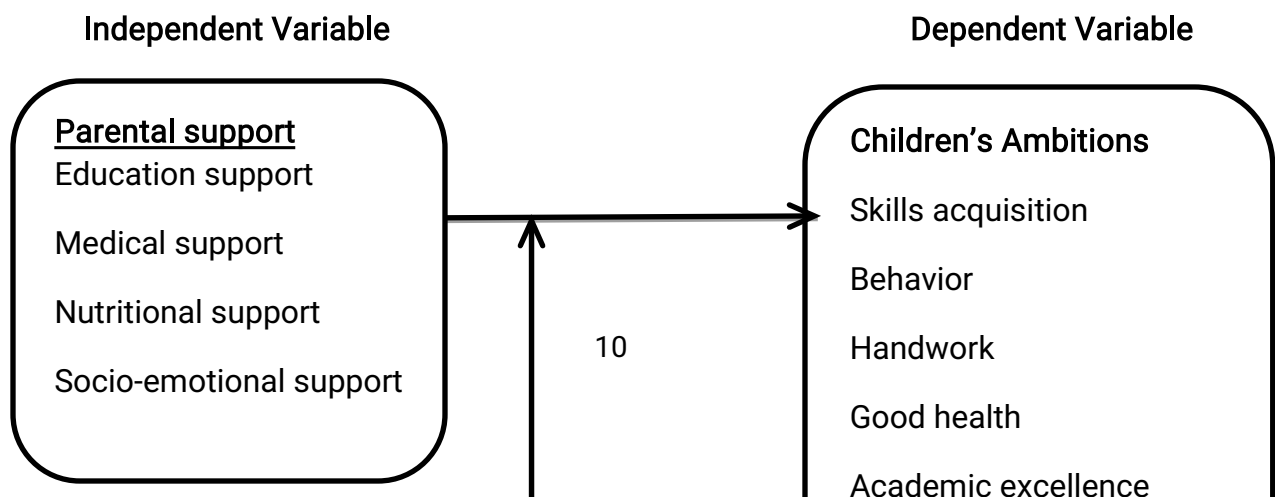 Independent Variable
Dependent Variable
Parental support
Education support
Medical support
Nutritional support
Socio-emotional support
10
Children’s Ambitions
Skills acquisition
Behavior
Handwork
Good health
Academic excellence